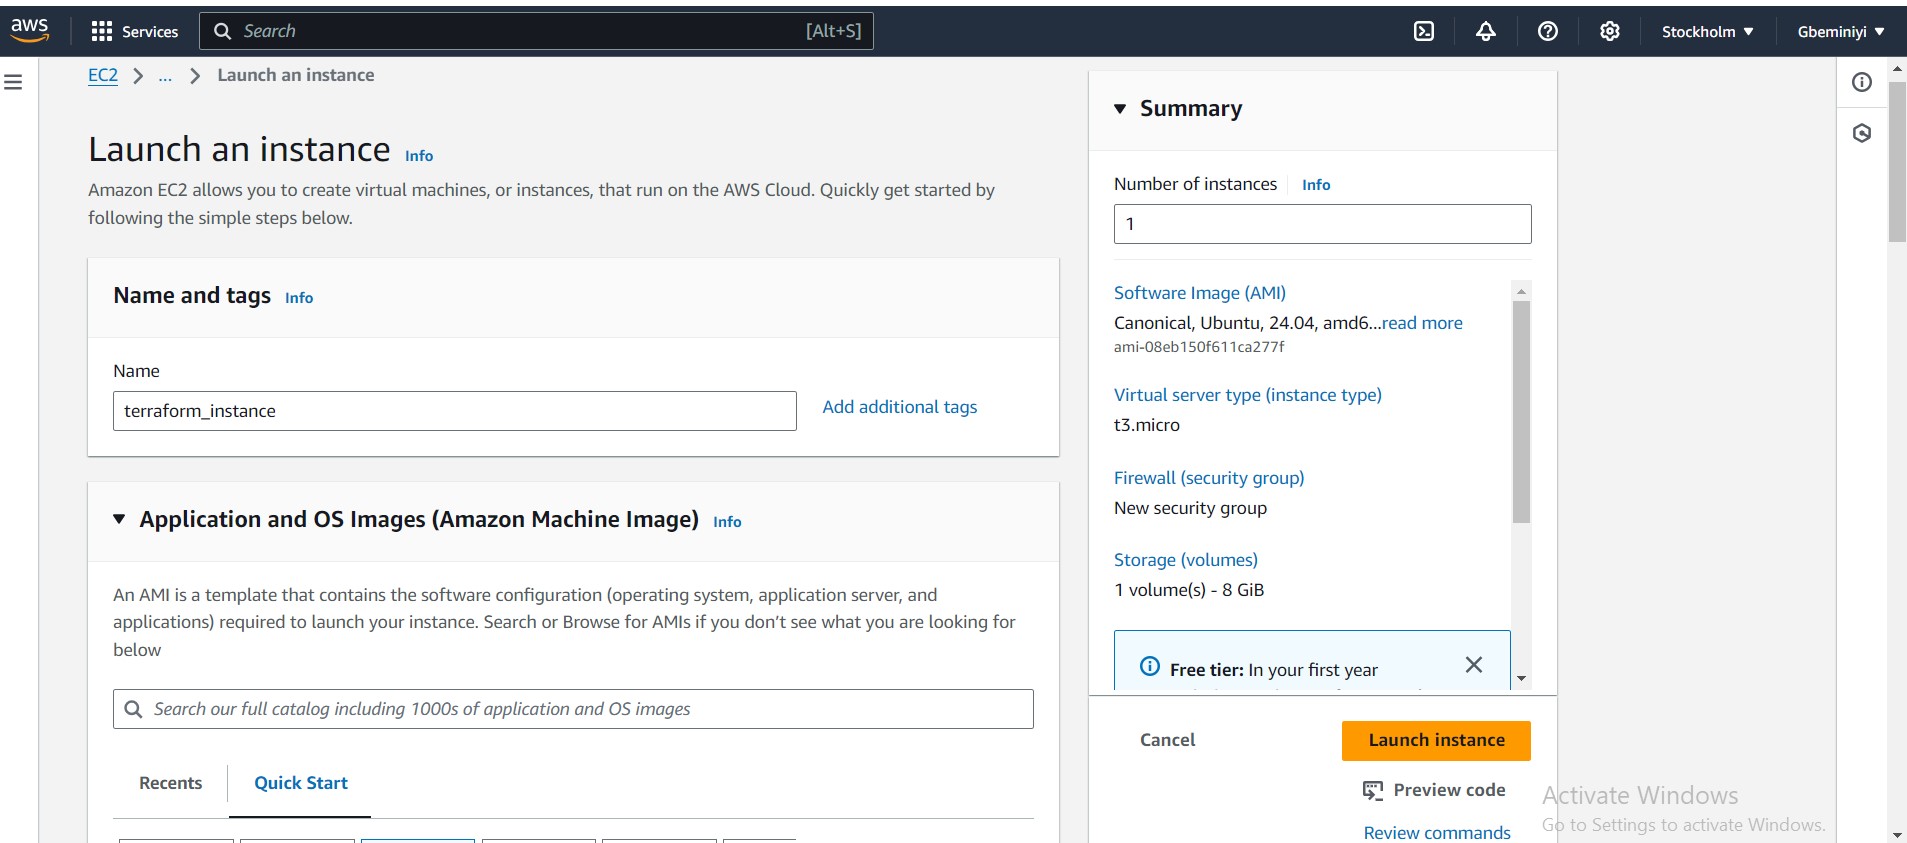 aws
Services
Search [Alt+S]
Stockholm ▼
Gbeminiyi ▼
EC2 > ... > Launch an instance
Launch an instance Info
Amazon EC2 allows you to create virtual machines, or instances, that run on the AWS Cloud. Quickly get started by
following the simple steps below.
Name and tags Info
Name
terraform_instance
Add additional tags
Application and OS Images (Amazon Machine Image) Info
An AMI is a template that contains the software configuration (operating system, application server, and
applications) required to launch your instance. Search or Browse for AMIs if you don't see what you are looking for
below
Search our full catalog including 1000s of application and OS images
Recents
Quick Start
Summary
Number of instances Info
1
Software Image (AMI)
Canonical, Ubuntu, 24.04, amd6...read more
ami-08eb150f611ca277f
Virtual server type (instance type)
t3.micro
Firewall (security group)
New security group
Storage (volumes)
1 volume(s) - 8 GiB
Free tier: In your first year
Cancel
Launch instance
Preview code
Review commands
Activate Windows
Go to Settings to activate Windows.